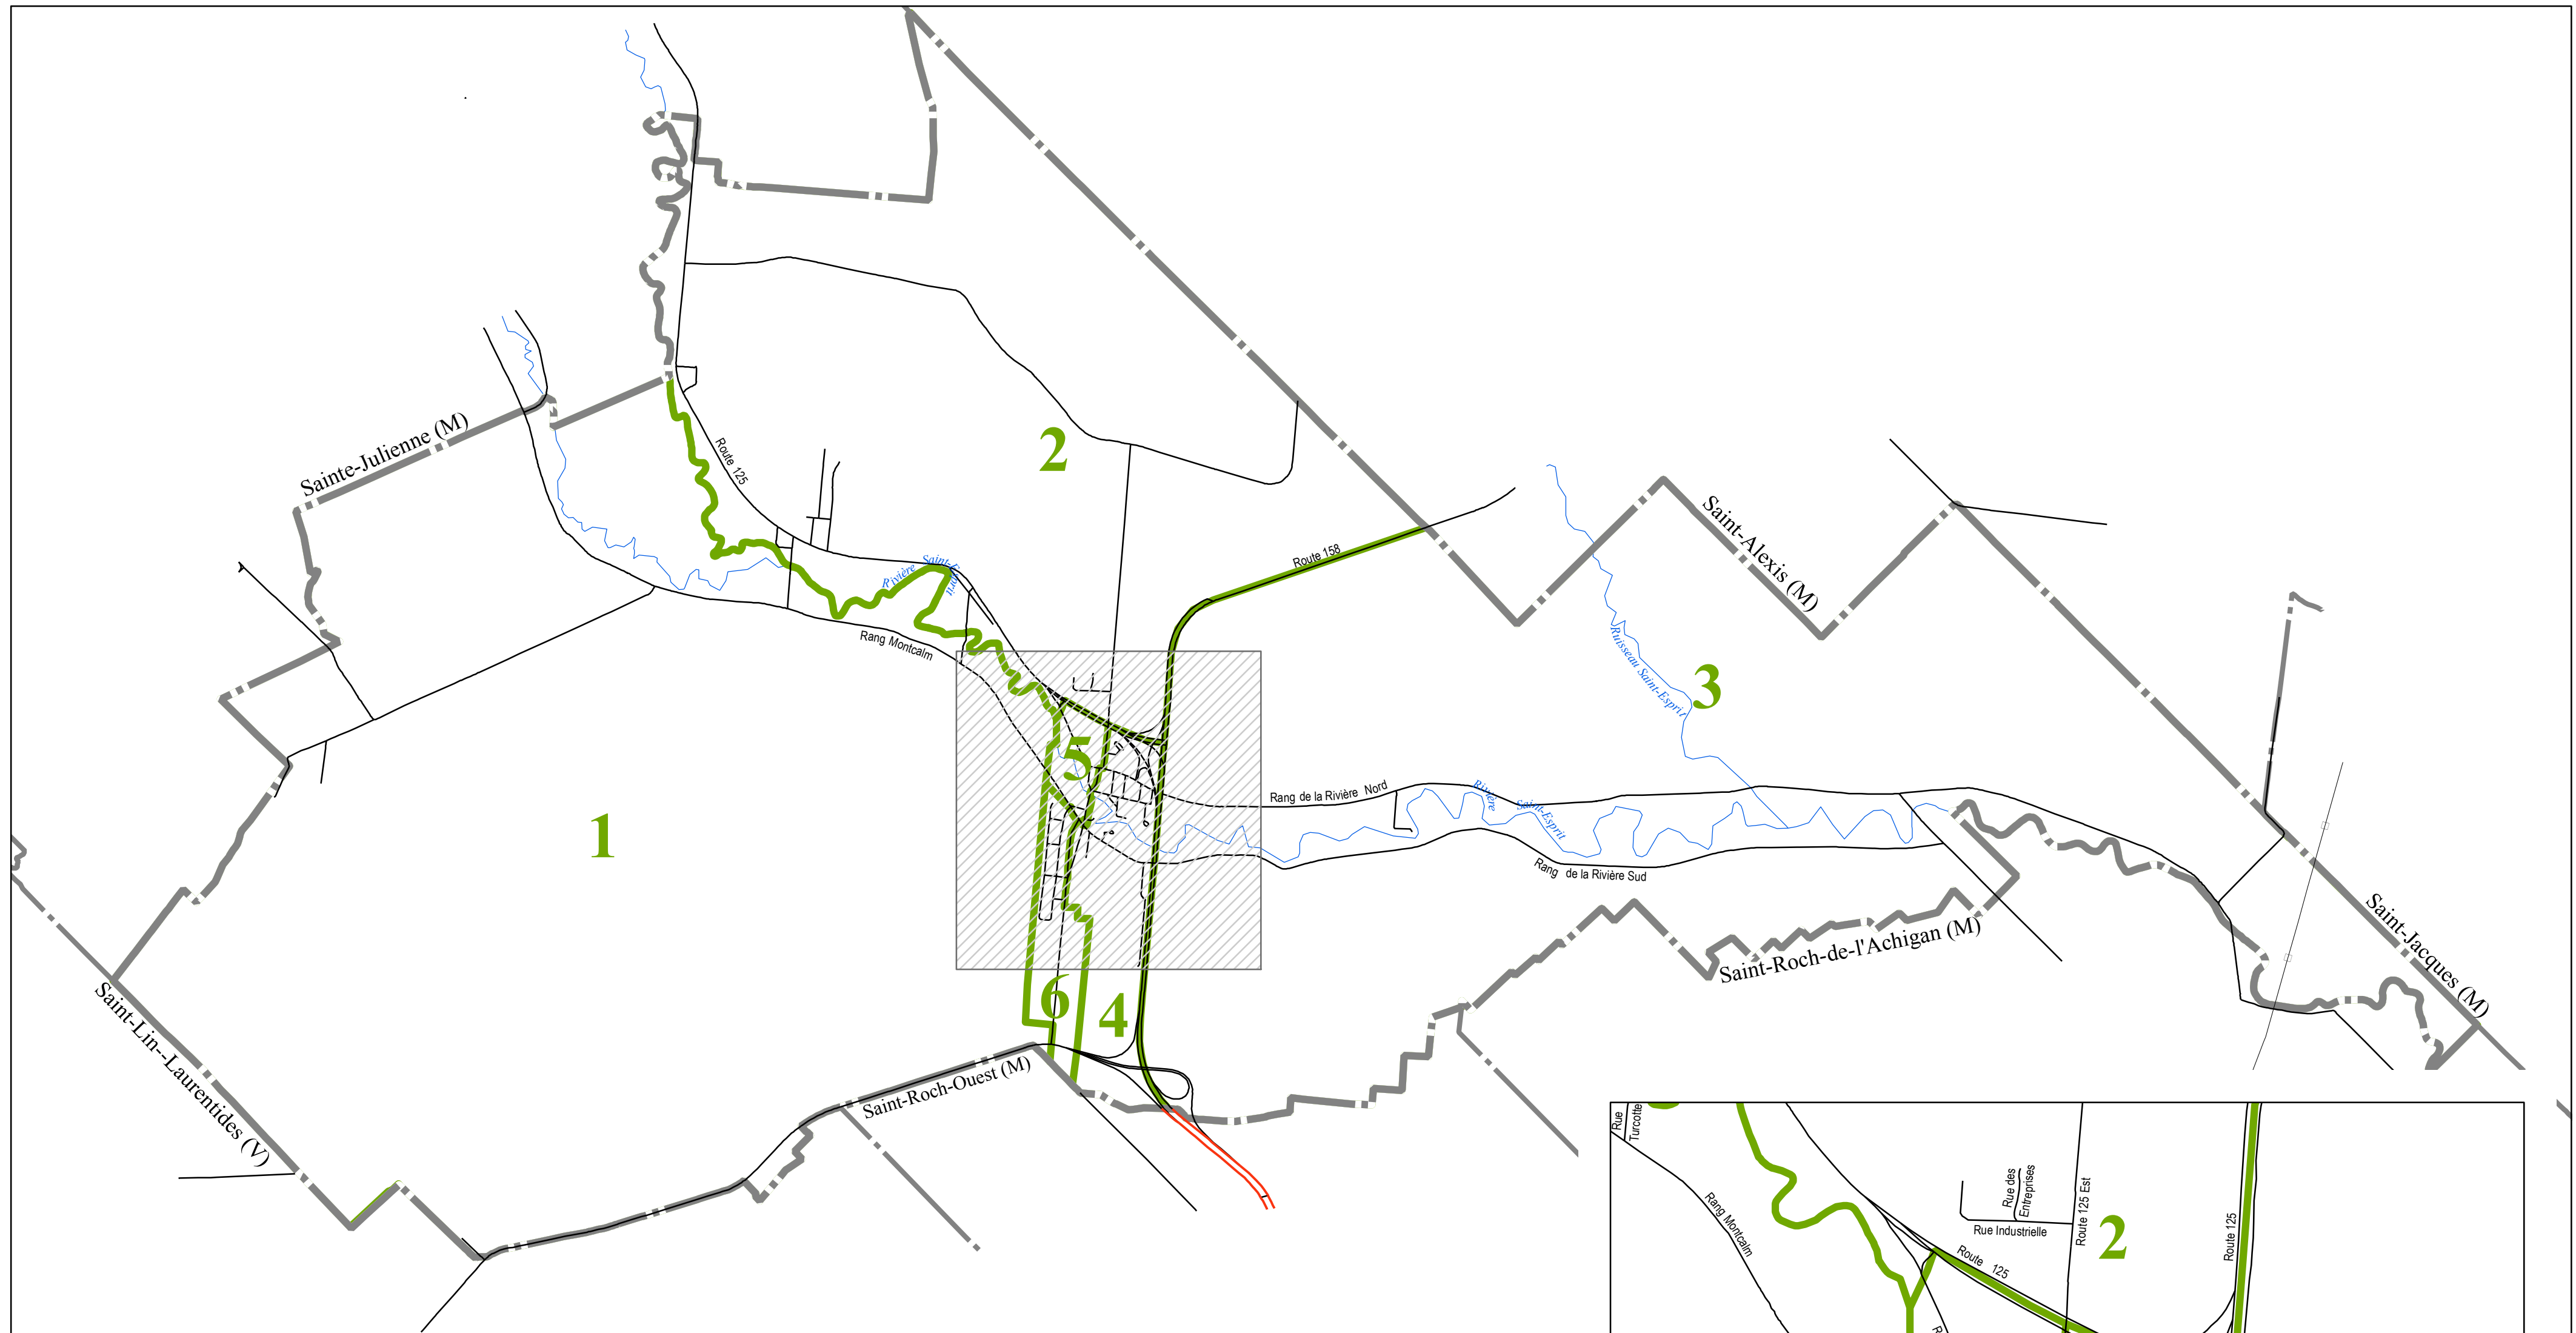 Sainte-Julienne (M)
Route 125
2
Route 158
Saint-Alexis (M)
Rivière Saint-Esprit
Rang Montcalm
Ruisseau Saint-Esprit
3
5
Rang de la Rivière Nord
Rivière Saint-Esprit
1
Rang de la Rivière Sud
Saint-Jacques (M)
Saint-Roch-de-l'Achigan (M)
6
4
Saint-Lin--Laurentides (V)
Saint-Roch-Ouest (M)
Rue
Turcotte
Rang Montcalm
Rue des
Entreprises
Rue Industrielle
Route 125 Est
2
Route 125
Route 125
R